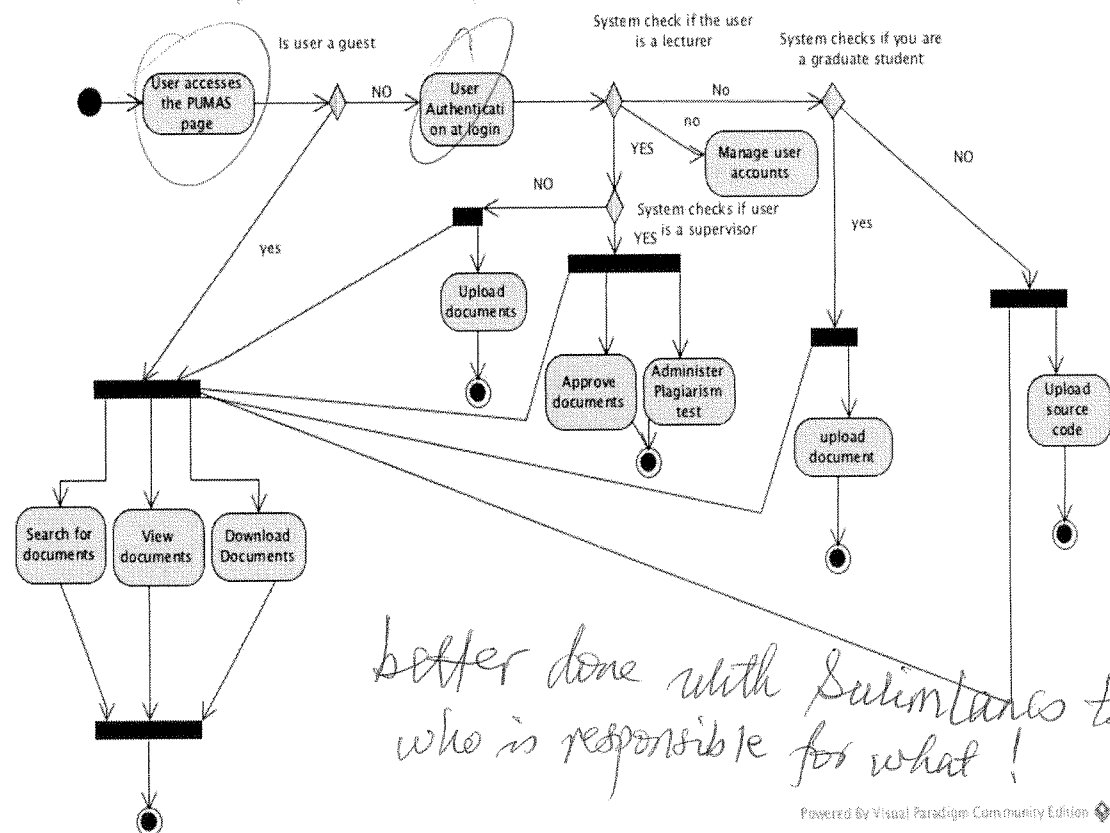 System check if the user
is a lecturer
System checks if you are
a graduate student
Is user a guest
User accesses
the PUMAS
page
NO
User
Authenticati
on at login
No
no
Manage user
accounts
YES
NO
NO
System checks if user
is a supervisor
YES
yes
yes
Upload
documents
Approve
documents
Administer
Plagiarism
test
upload
document
Upload
source
code
Search for
documents
View
documents
Download
Documents
better done with
who is responsible for what !
Powered By Visual Paradigm Community Edition